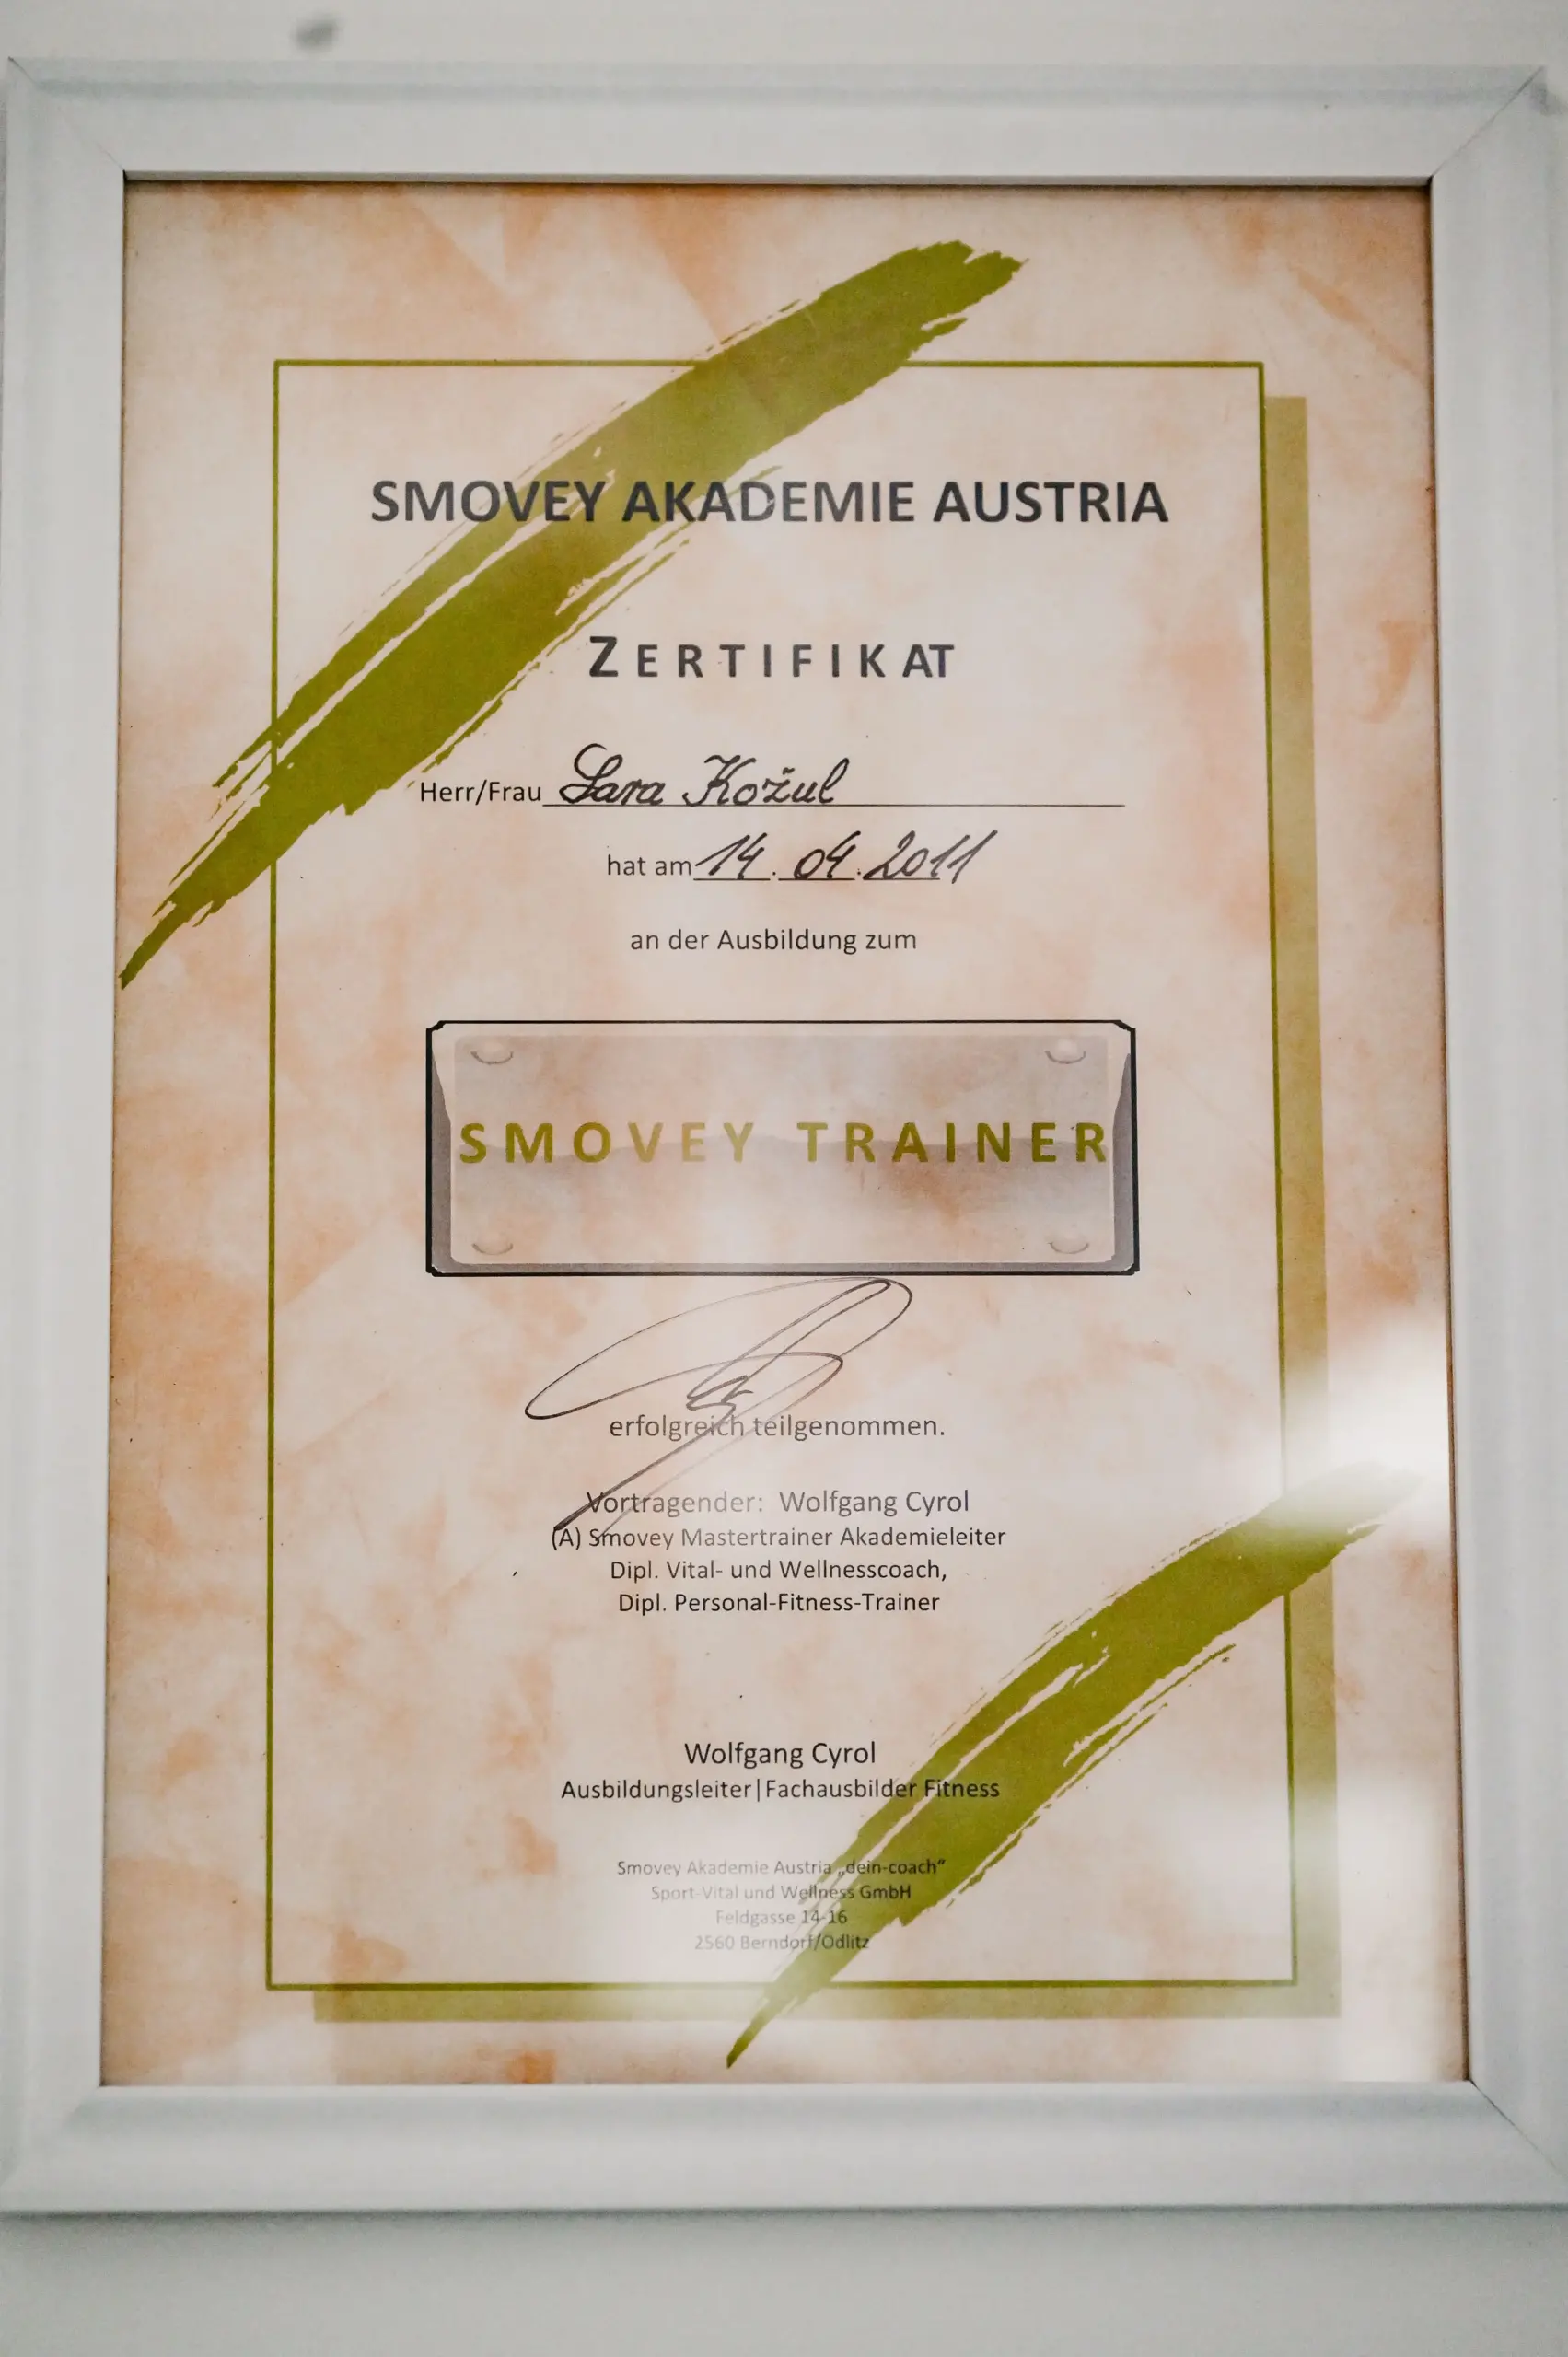 SMOVEY AKADEMIE AUSTRIA
ZERTIFIKAT
Herr/Frau Sara Kožul
hat am 14. 04. 2011
an der Ausbildung zum
SMOVEY TRAINER
erfolgreich teilgenommen.
Vortragender: Wolfgang Cyrol
(A) Smovey Mastertrainer Akademieleiter
Dipl. Vital- und Wellnesscoach,
Dipl. Personal-Fitness-Trainer
Wolfgang Cyrol
Ausbildungsleiter|Fachausbilder Fitness
Smovey Akademie Austria „dein-coach“
Sport-Vital und Wellness GmbH
Feldgasse 14-16
2560 Berndorf/Ödlitz